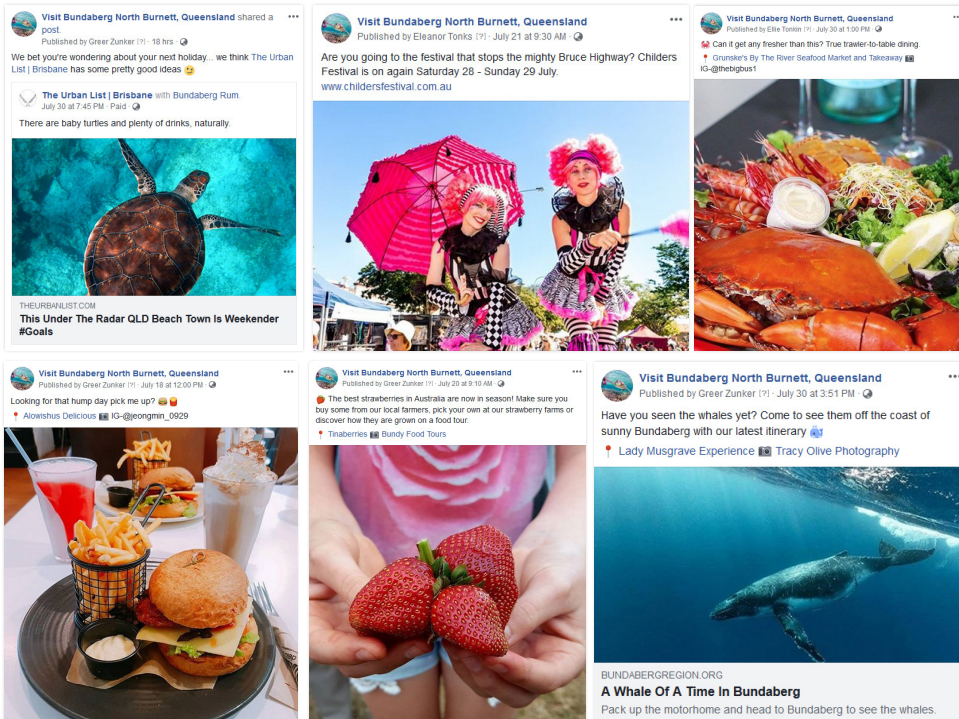 Visit Bundaberg North Burnett, Queensland shared a
post.
Published by Greer Zunker [?] · 18 hrs ·
We bet you're wondering about your next holiday... we think The Urban
List | Brisbane has some pretty good ideas 😉
The Urban List | Brisbane with Bundaberg Rum.
July 30 at 7:45 PM · Paid ·
There are baby turtles and plenty of drinks, naturally.
THEURBANLIST.COM
This Under The Radar QLD Beach Town Is Weekender
#Goals
Visit Bundaberg North Burnett, Queensland
Published by Eleanor Tonks [?] · July 21 at 9:30 AM ·
Are you going to the festival that stops the mighty Bruce Highway? Childers
Festival is on again Saturday 28 - Sunday 29 July.
www.childersfestival.com.au
Visit Bundaberg North Burnett, Queensland
Published by Ellie Tonkin [?] · July 30 at 1:00 PM ·
🦀 Can it get any fresher than this? True trawler-to-table dining.
📍 Grunske's By The River Seafood Market and Takeaway 📷
IG-@thebigbus1
Visit Bundaberg North Burnett, Queensland
Published by Greer Zunker [?] · July 18 at 12:00 PM ·
Looking for that hump day pick me up? 🍔🍟
📍 Alowishus Delicious 📷 IG-@jeongmin_0929
Visit Bundaberg North Burnett, Queensland
Published by Greer Zunker [?] · July 20 at 9:10 AM ·
🍓 The best strawberries in Australia are now in season! Make sure you
buy some from our local farmers, pick your own at our strawberry farms or
discover how they are grown on a food tour.
📍 Tinaberries 📷 Bundy Food Tours
Visit Bundaberg North Burnett, Queensland
Published by Greer Zunker [?] · July 30 at 3:51 PM ·
Have you seen the whales yet? Come to see them off the coast of
sunny Bundaberg with our latest itinerary 🐳
📍 Lady Musgrave Experience 📷 Tracy Olive Photography
BUNDABERGREGION.ORG
A Whale Of A Time In Bundaberg
Pack up the motorhome and head to Bundaberg to see the whales.